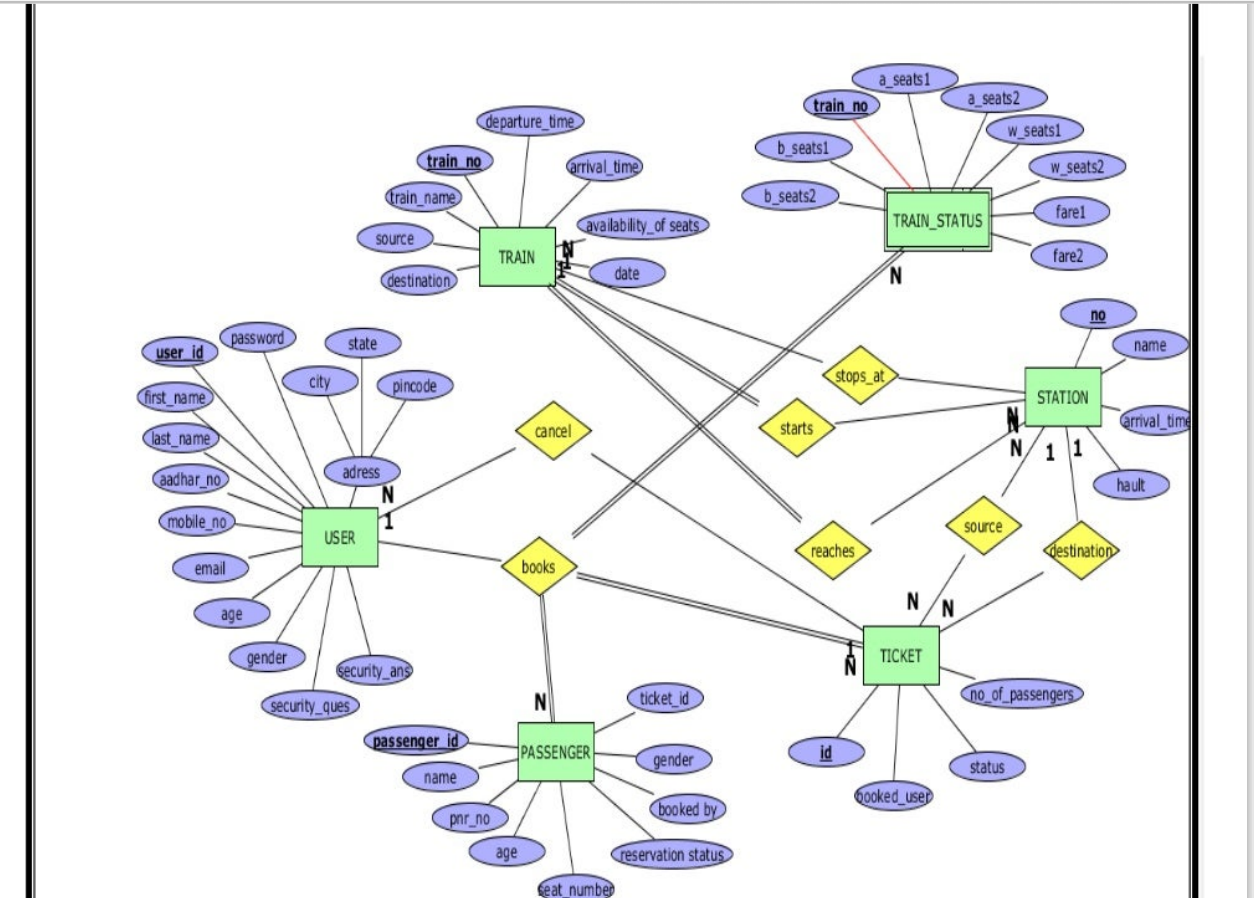 a_seats1
train_no
a_seats2
departure_time
w_seats1
b_seats1
train_no
arrival_time
w_seats2
train_name
b_seats2
availability_of seats
TRAIN_STATUS
fare1
source
TRAIN
N
1
1
fare2
destination
date
N
no
user_id
password
state
name
city
pincode
stops_at
first_name
STATION
arrival_time
last_name
cancel
starts
N
N
N
1
1
aadhar_no
adress
hault
N
1
mobile_no
USER
source
email
books
reaches
destination
age
N
N
gender
security_ans
1
N
TICKET
security_ques
N
ticket_id
no_of_passengers
passenger_id
PASSENGER
id
name
gender
status
pnr_no
booked by
booked_user
age
reservation status
seat_number